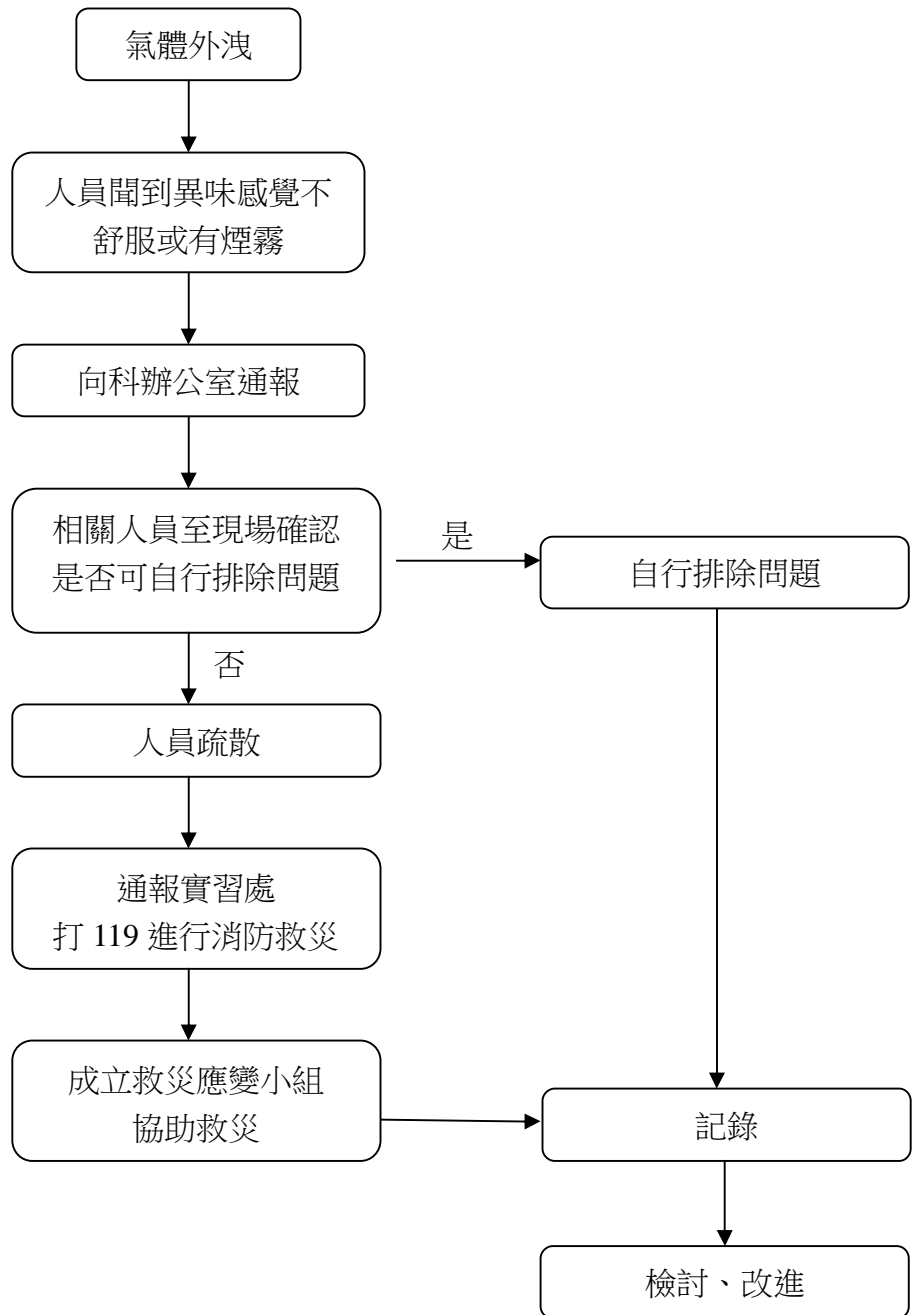 氣體外洩
人員聞到異味感覺不
舒服或有煙霧
向科辦公室通報
相關人員至現場確認
是否可自行排除問題
是
自行排除問題
否
人員疏散
通報實習處
打 119 進行消防救災
成立救災應變小組
協助救災
記錄
檢討、改進